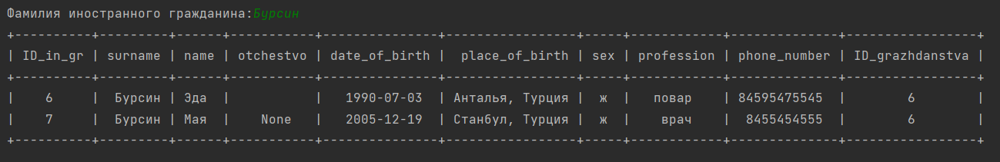 Фамилия иностранного гражданина:Бурсин
+----------+---------+------+-----------+---------------+-----------------+-----+------------+--------------+-----------------+
| ID_in_gr | surname | name | otchestvo | date_of_birth |  place_of_birth | sex | profession | phone_number | ID_grazhdanstva |
+----------+---------+------+-----------+---------------+-----------------+-----+------------+--------------+-----------------+
|    6     |  Бурсин | Эда  |           |   1990-07-03  | Анталья, Турция |  ж  |   повар    | 84595475545  |        6        |
|    7     |  Бурсин | Мая  |    None   |   2005-12-19  | Станбул, Турция |  ж  |    врач    |  8455454555  |        6        |
+----------+---------+------+-----------+---------------+-----------------+-----+------------+--------------+-----------------+